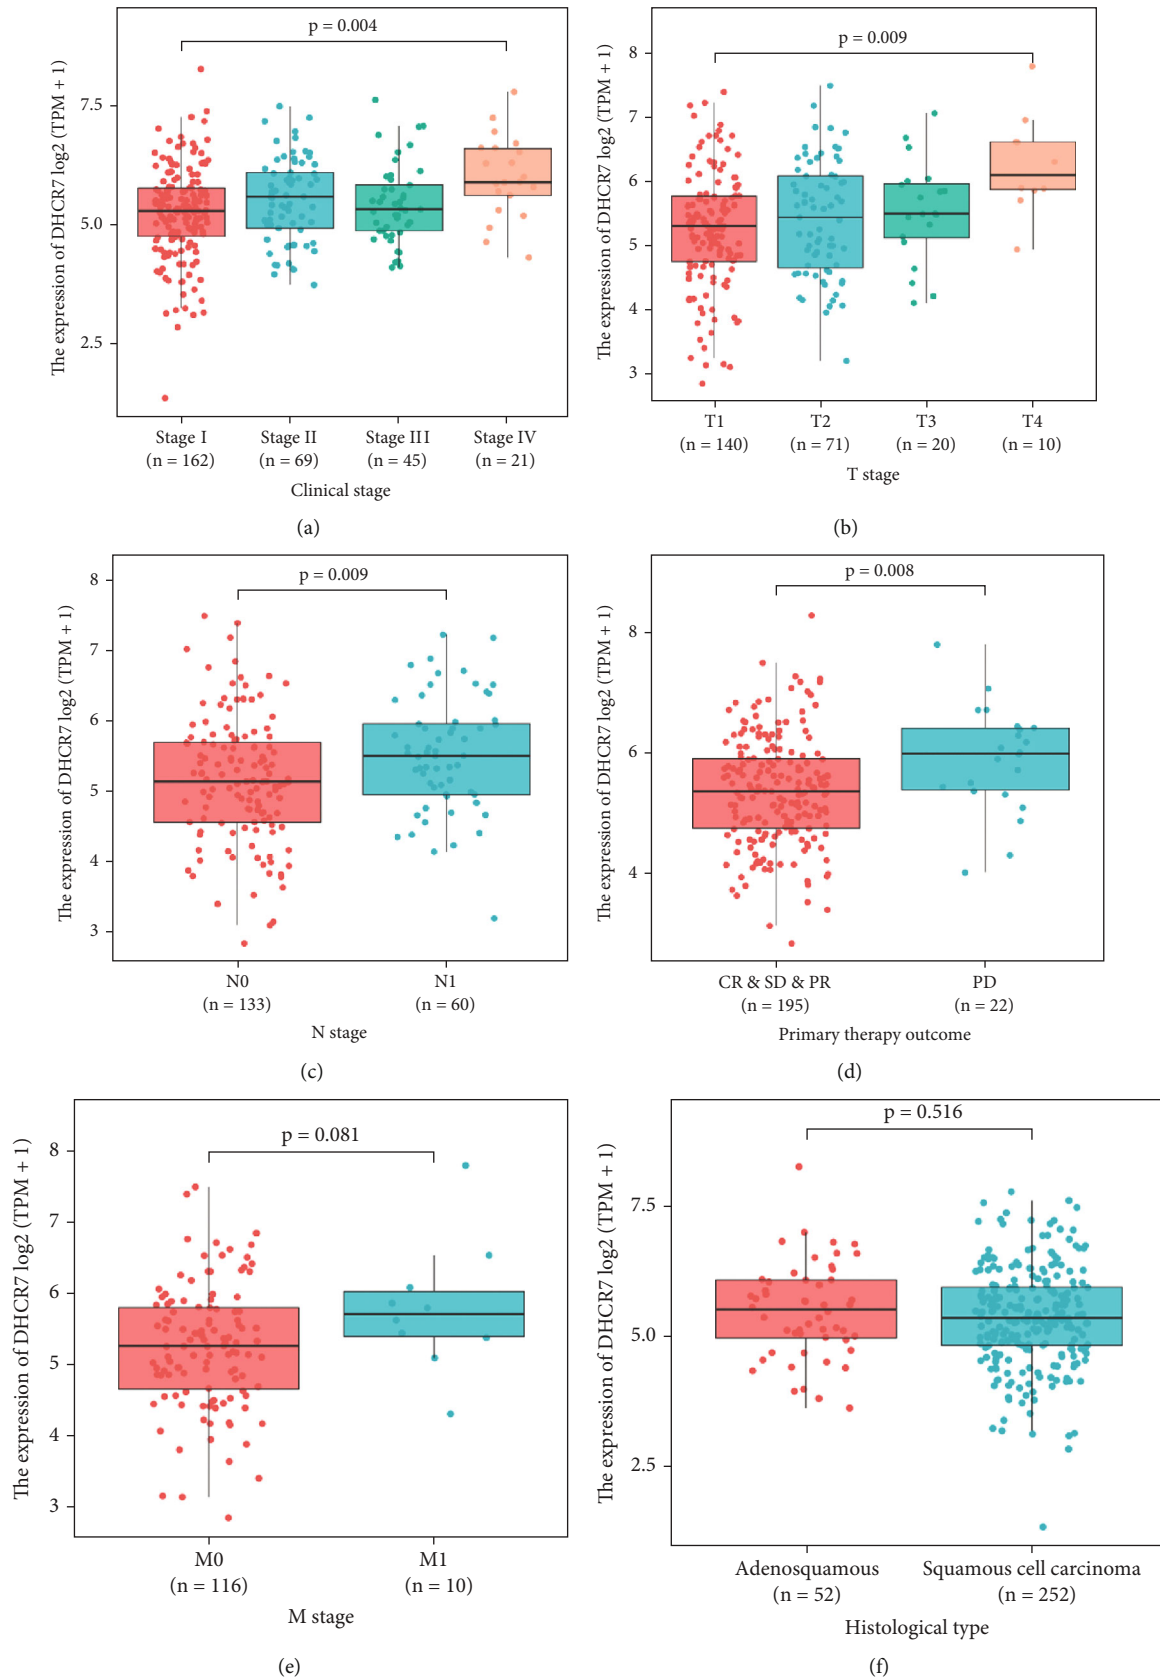 The expression of DHCR7 log2 (TPM + 1)
p = 0.004
7.5
5.0
2.5
Stage I
(n = 162)
Stage II
(n = 69)
Stage III
(n = 45)
Stage IV
(n = 21)
Clinical stage
(a)
The expression of DHCR7 log2 (TPM + 1)
p = 0.009
8
7
6
5
4
3
T1
(n = 140)
T2
(n = 71)
T3
(n = 20)
T4
(n = 10)
T stage
(b)
The expression of DHCR7 log2 (TPM + 1)
p = 0.009
8
7
6
5
4
3
N0
(n = 133)
N1
(n = 60)
N stage
(c)
The expression of DHCR7 log2 (TPM + 1)
p = 0.008
8
6
4
CR & SD & PR
(n = 195)
PD
(n = 22)
Primary therapy outcome
(d)
The expression of DHCR7 log2 (TPM + 1)
p = 0.081
8
7
6
5
4
3
M0
(n = 116)
M1
(n = 10)
M stage
(e)
The expression of DHCR7 log2 (TPM + 1)
p = 0.516
7.5
5.0
2.5
Adenosquamous
(n = 52)
Squamous cell carcinoma
(n = 252)
Histological type
(f)